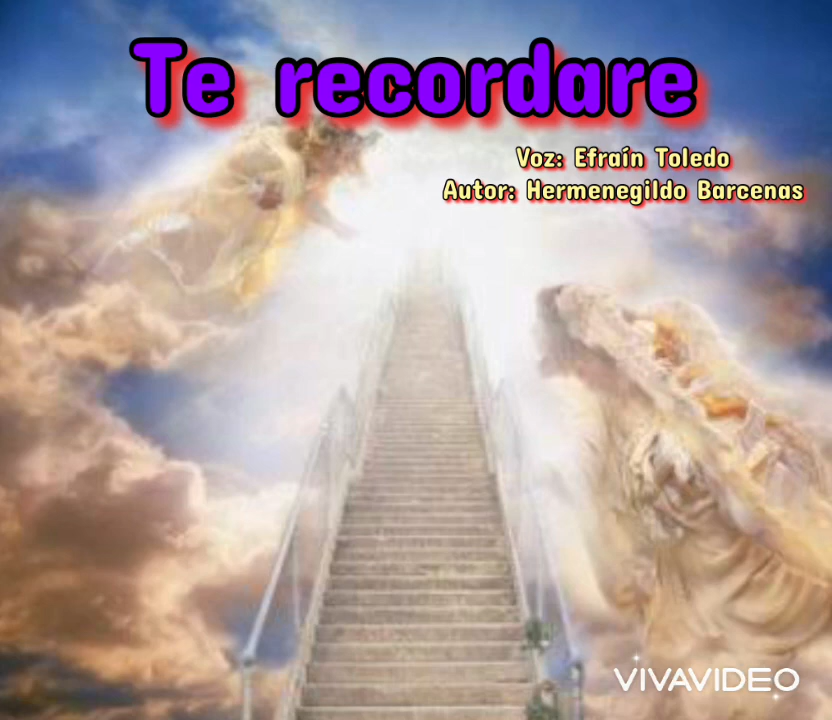 Te recordare
Voz: Efraín Toledo
Autor: Hermenegildo Barcenas
VIVAVIDEO